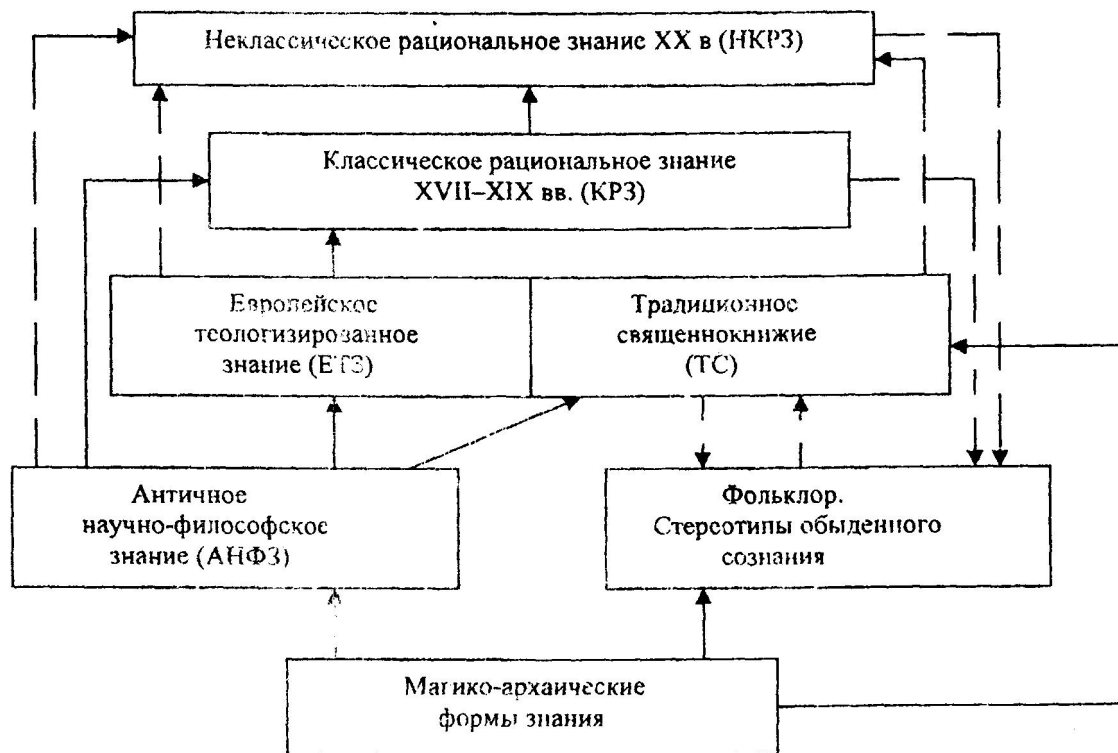 Неклассическое рациональное знание XX в (НКРЗ)
Классическое рациональное знание
XVII–XIX вв. (КРЗ)
Европейское
теологизированное
знание (ЕТЗ)
Традиционное
священнокнижие
(ТС)
Античное
научно-философское
знание (АНФЗ)
Фольклор.
Стереотипы обыденного
сознания
Магико-архаические
формы знания